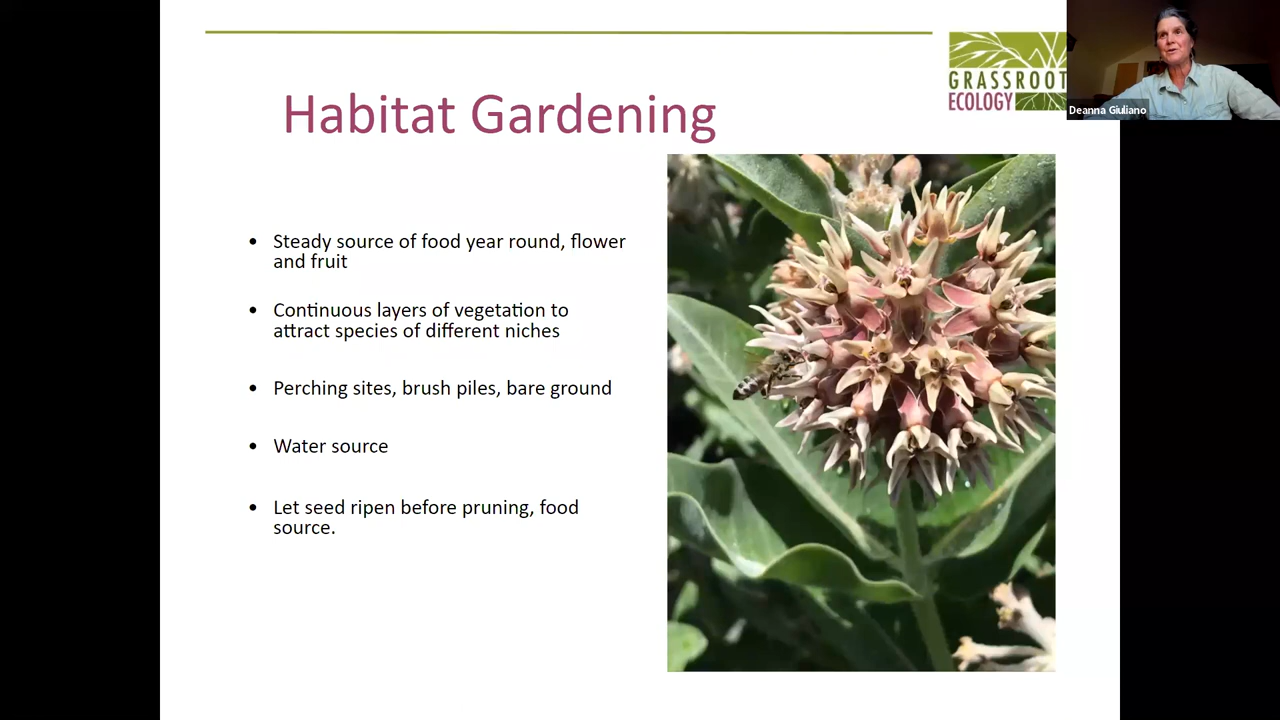 GRASSROOT
ECOLOGY
Deanna Giuliano
Habitat Gardening
• Steady source of food year round, flower
and fruit
• Continuous layers of vegetation to
attract species of different niches
• Perching sites, brush piles, bare ground
• Water source
• Let seed ripen before pruning, food
source.